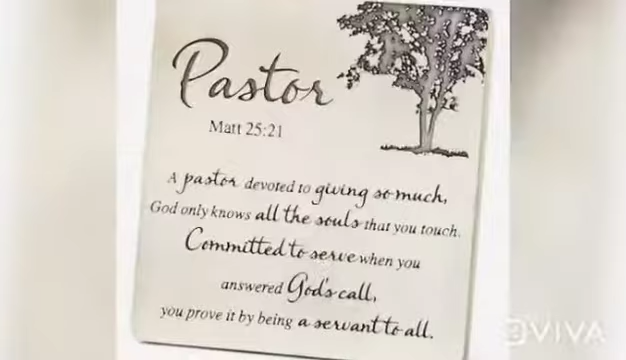 Pastor
Matt 25:21
A pastor devoted to giving so much,
God only knows all the souls that you touch.
Committed to serve when you
answered God's call,
you prove it by being a servant to all.
VIVA